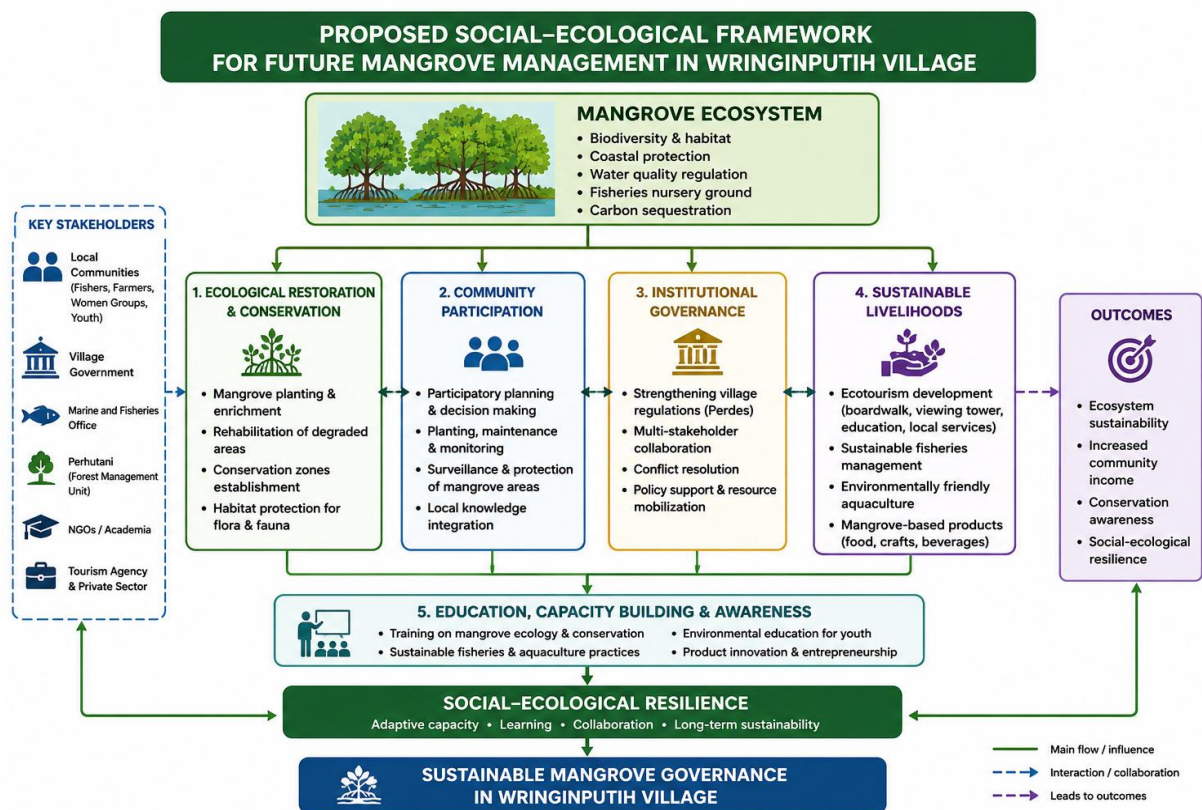 PROPOSED SOCIAL–ECOLOGICAL FRAMEWORK
FOR FUTURE MANGROVE MANAGEMENT IN WRINGINPUTIH VILLAGE
MANGROVE ECOSYSTEM
• Biodiversity & habitat
• Coastal protection
• Water quality regulation
• Fisheries nursery ground
• Carbon sequestration
KEY STAKEHOLDERS
Local
Communities
(Fishers, Farmers,
Women Groups,
Youth)
Village
Government
Marine and Fisheries
Office
Perhutani
(Forest Management
Unit)
NGOs / Academia
Tourism Agency
& Private Sector
1. ECOLOGICAL RESTORATION
& CONSERVATION
• Mangrove planting &
enrichment
• Rehabilitation of degraded
areas
• Conservation zones
establishment
• Habitat protection for
flora & fauna
2. COMMUNITY
PARTICIPATION
• Participatory planning
& decision making
• Planting, maintenance
& monitoring
• Surveillance & protection
of mangrove areas
• Local knowledge
integration
3. INSTITUTIONAL
GOVERNANCE
• Strengthening village
regulations (Perdes)
• Multi-stakeholder
collaboration
• Conflict resolution
• Policy support & resource
mobilization
4. SUSTAINABLE
LIVELIHOODS
• Ecotourism development
(boardwalk, viewing tower,
education, local services)
• Sustainable fisheries
management
• Environmentally friendly
aquaculture
• Mangrove-based products
(food, crafts, beverages)
OUTCOMES
• Ecosystem
sustainability
• Increased
community
income
• Conservation
awareness
• Social-ecological
resilience
5. EDUCATION, CAPACITY BUILDING & AWARENESS
• Training on mangrove ecology & conservation
• Sustainable fisheries & aquaculture practices
• Environmental education for youth
• Product innovation & entrepreneurship
SOCIAL–ECOLOGICAL RESILIENCE
Adaptive capacity • Learning • Collaboration • Long-term sustainability
SUSTAINABLE MANGROVE GOVERNANCE
IN WRINGINPUTIH VILLAGE
Main flow / influence
Interaction / collaboration
Leads to outcomes